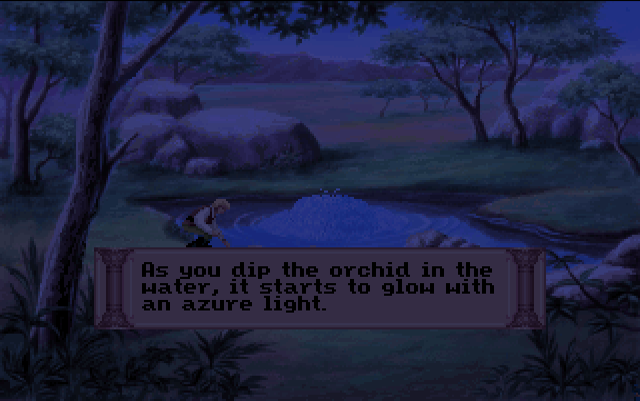 As you dip the orchid in the
water, it starts to glow with
an azure light.